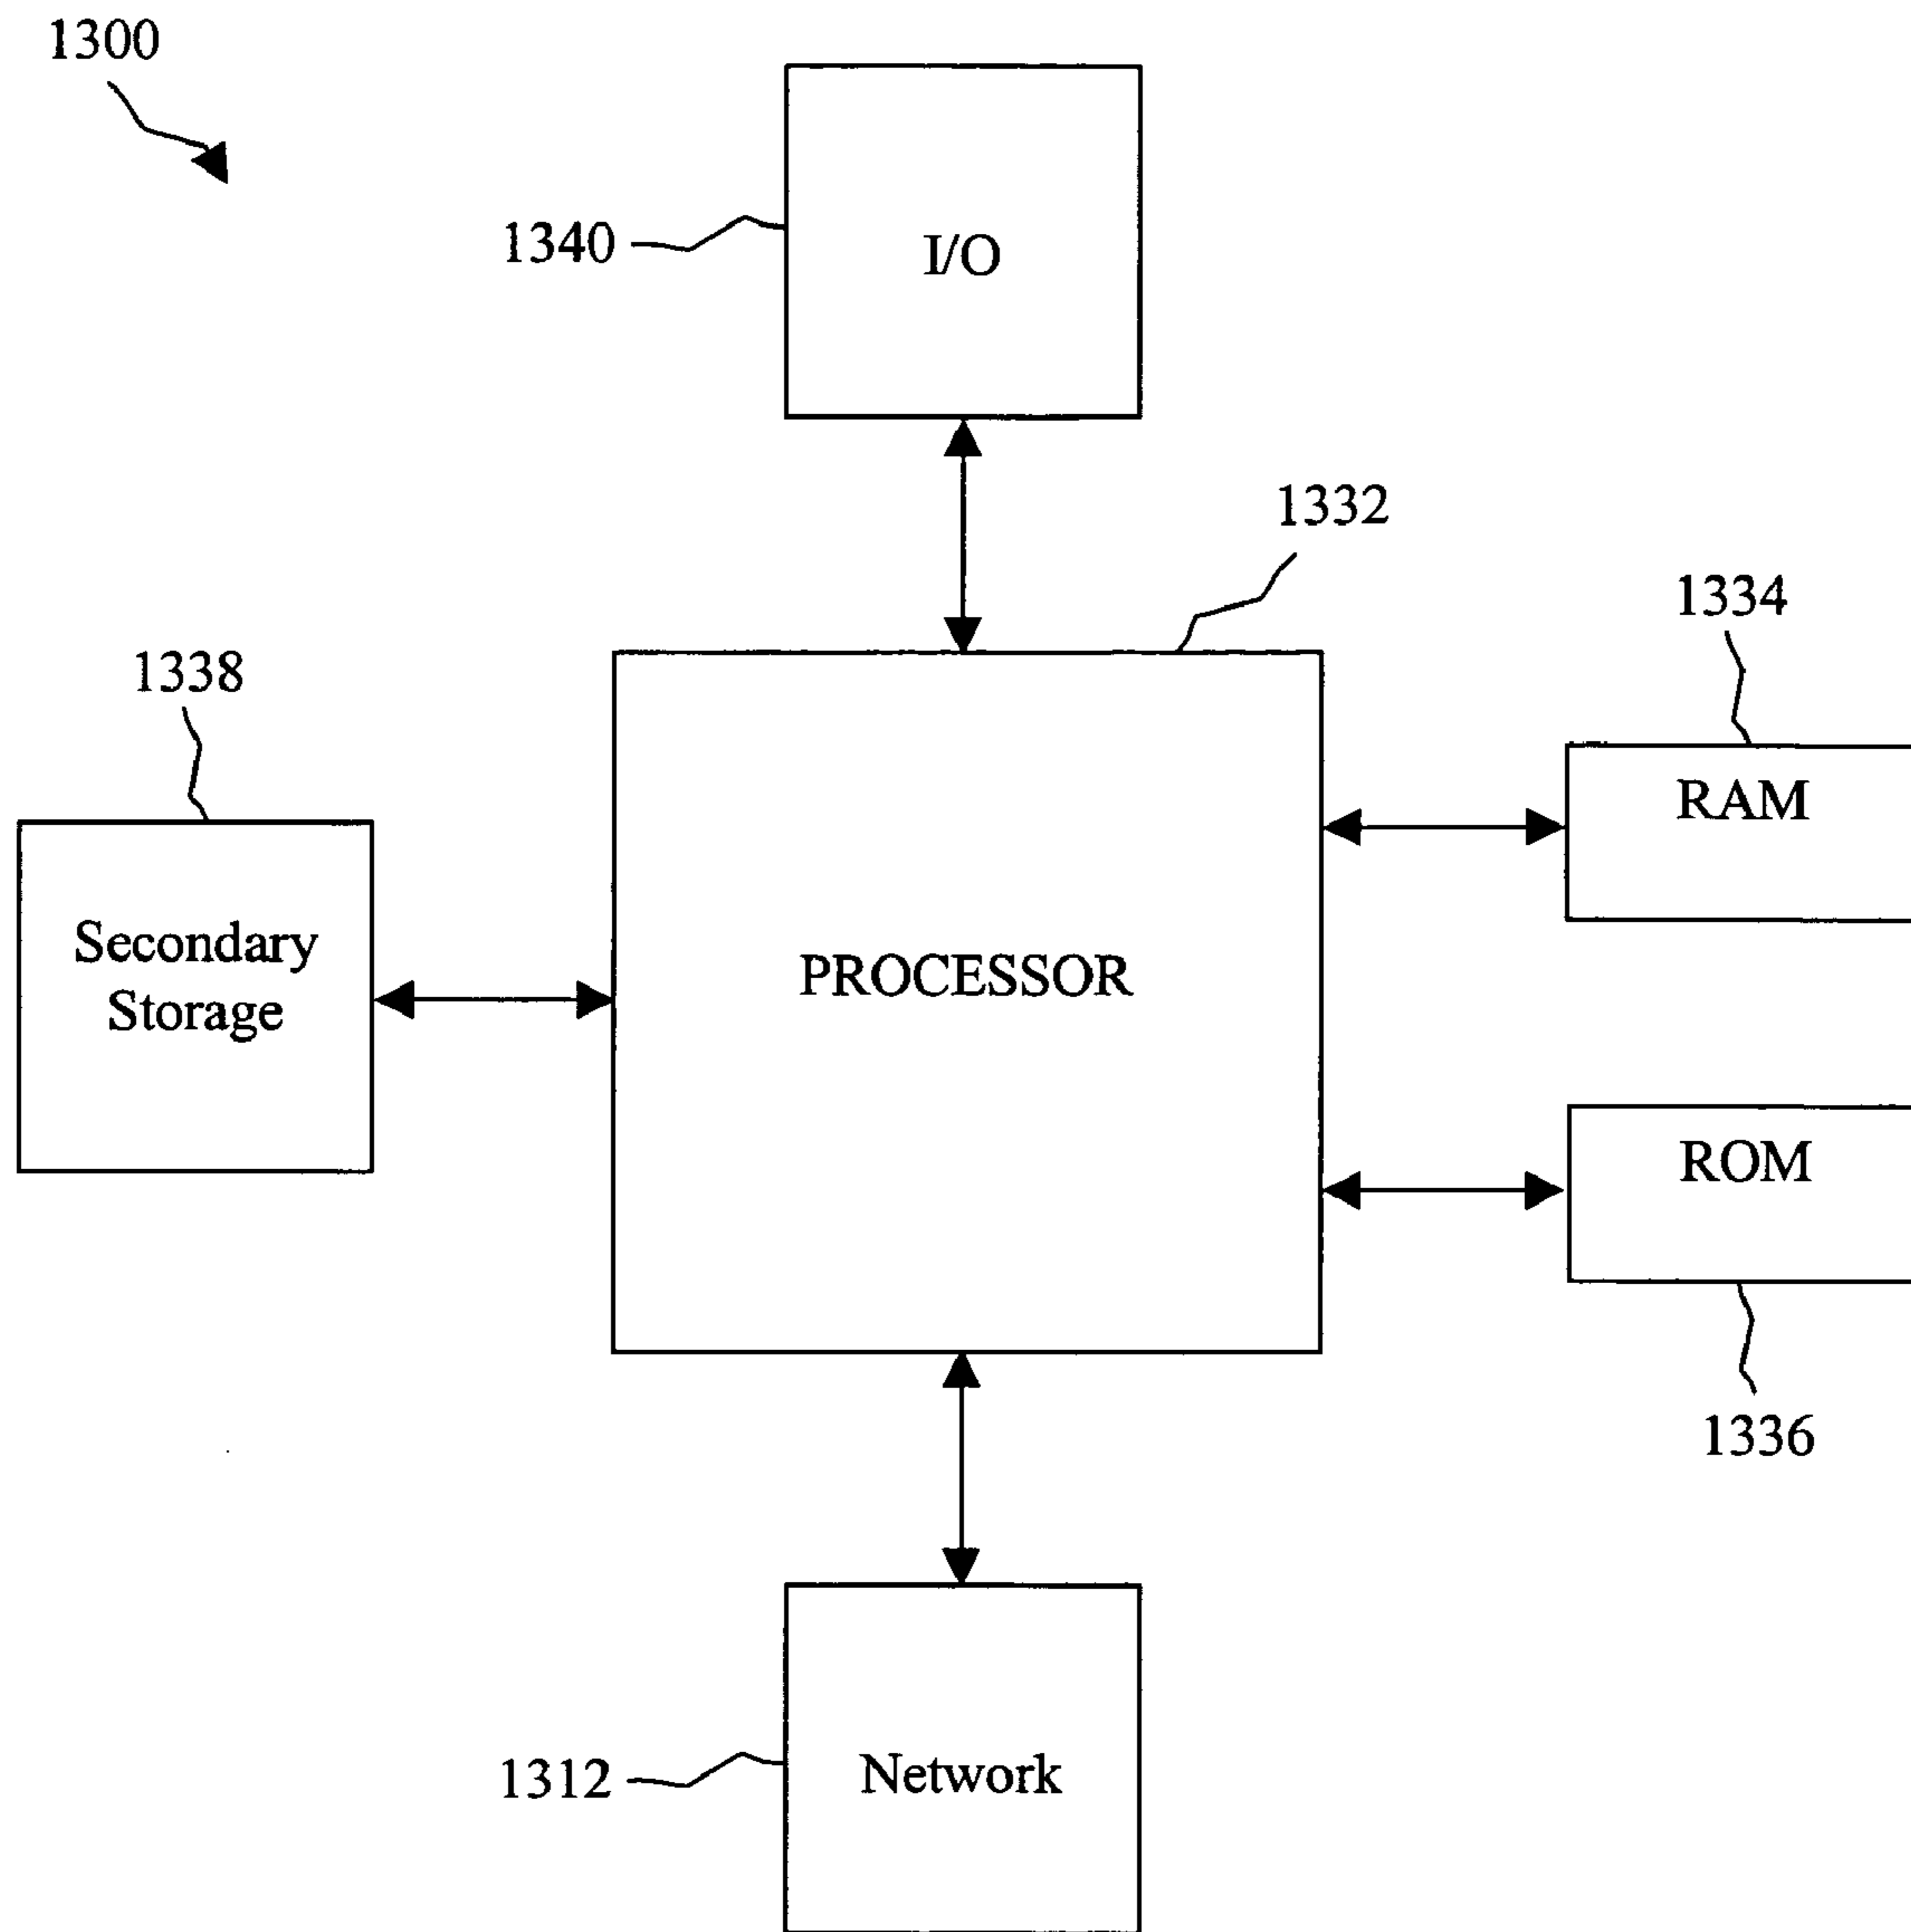 1300
1340
I/O
1332
1334
1338
RAM
Secondary
Storage
PROCESSOR
ROM
1336
1312
Network